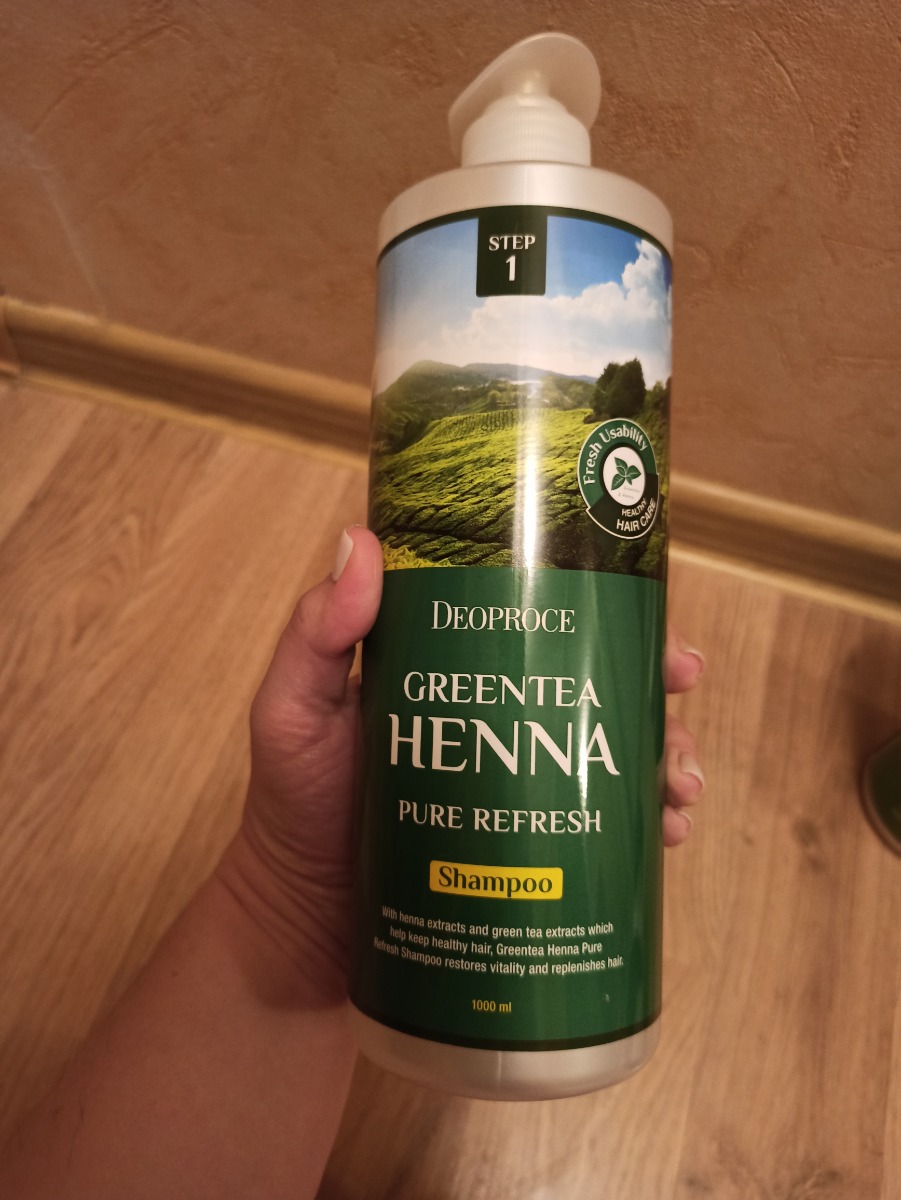 STEP
1
Fresh Usability
HEALTHY
HAIR CARE
DEOPROCE
GREENTEA
HENNA
PURE REFRESH
Shampoo
With henna extracts and green tea extracts which
help keep healthy hair, Greentea Henna Pure
Refresh Shampoo restores vitality and replenishes hair.
1000 ml